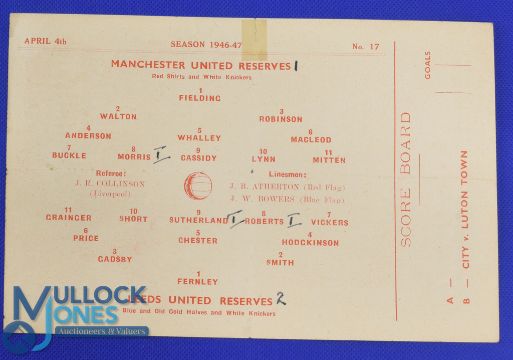 APRIL 4th SEASON 1946-47 No. 17
MANCHESTER UNITED RESERVES 1
Red Shirts and White Knickers
1
FIELDING
2 3
WALTON ROBINSON
4 5 6
ANDERSON WHALLEY MACLEOD
7 8 9 10 11
BUCKLE MORRIS I CASSIDY LYNN MITTEN
Referee: Linesmen:
J. R. COLLINSON J. B. ATHERTON (Red Flag)
(Liverpool) J. W. BOWERS (Blue Flag)
11 10 9 8 7
GRAINGER SHORT SUTHERLAND I ROBERTS I VICKERS
6 5 4
PRICE CHESTER HODGKINSON
3 2
GADSBY SMITH
1
FERNLEY
LEEDS UNITED RESERVES 2
Blue and Old Gold Halves and White Knickers
SCORE BOARD
GOALS
A —
B — CITY v. LUTON TOWN
MULLOCK
JONES
Auctioneers & Valuers